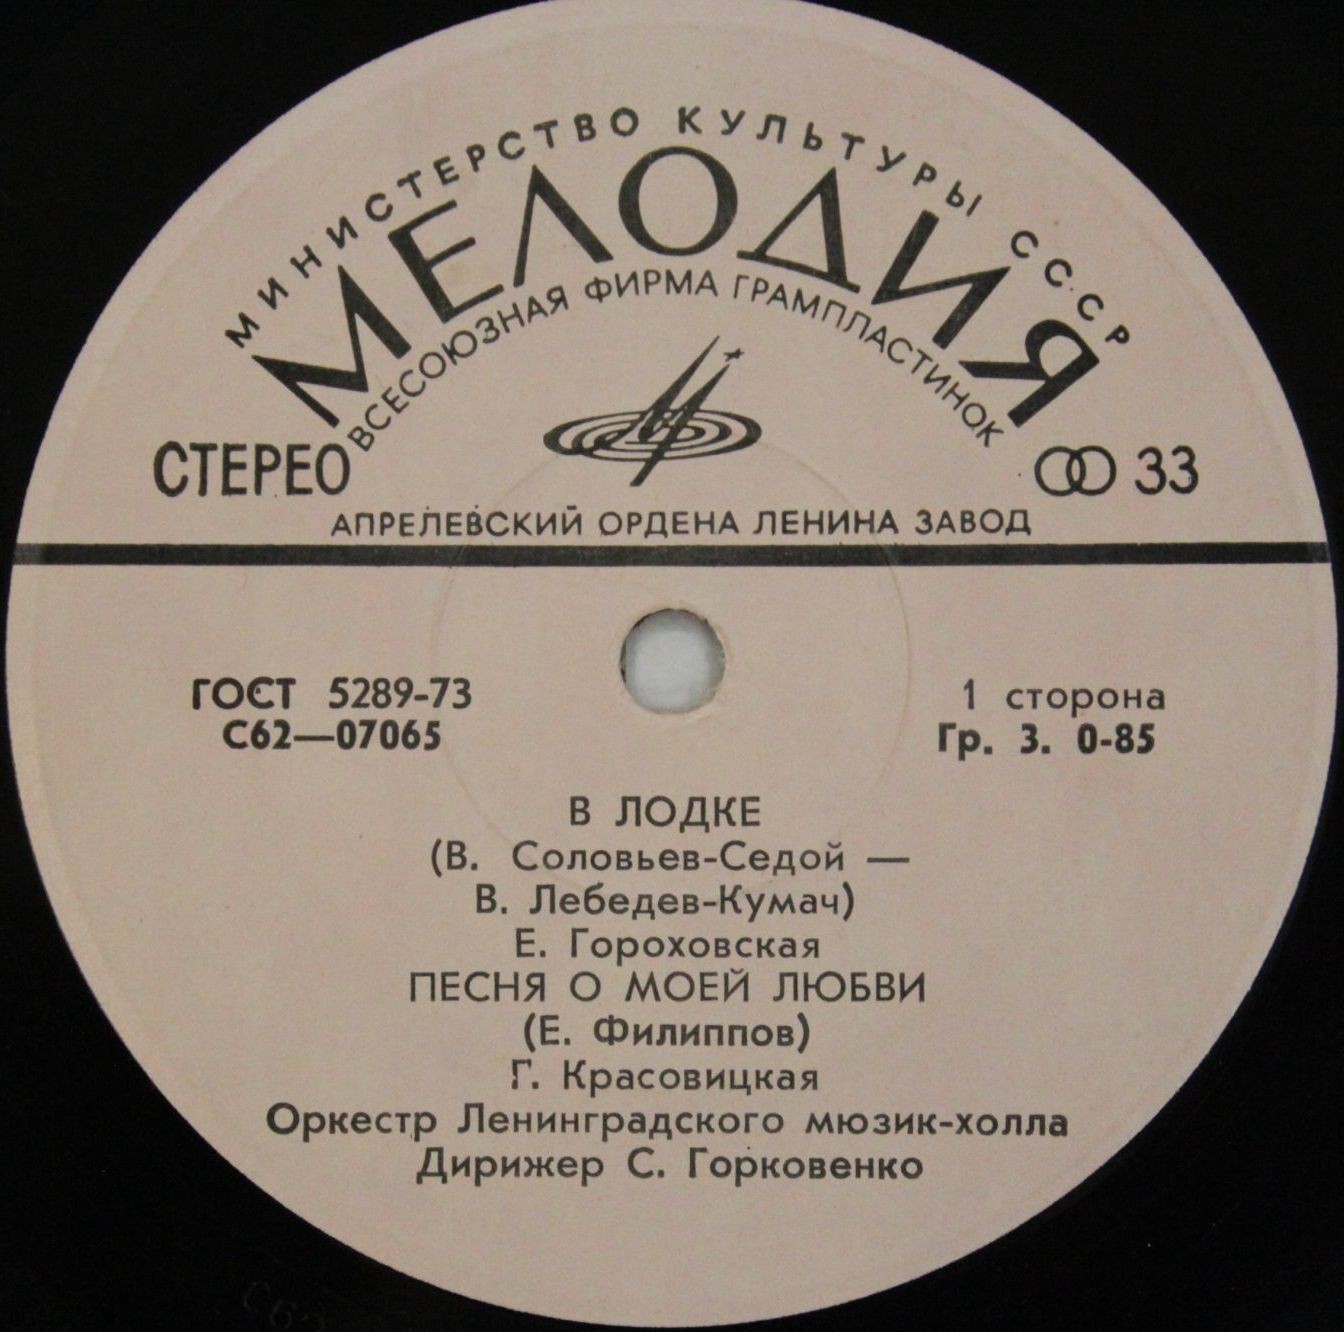 МИНИСТЕРСТВО КУЛЬТУРЫ СССР
МЕЛОДИЯ
ВСЕСОЮЗНАЯ ФИРМА ГРАМПЛАСТИНОК
СТЕРЕО
33
АПРЕЛЕВСКИЙ ОРДЕНА ЛЕНИНА ЗАВОД
ГОСТ 5289-73
С62—07065
1 сторона
Гр. 3. 0-85
В ЛОДКЕ
(В. Соловьев-Седой —
В. Лебедев-Кумач)
Е. Гороховская
ПЕСНЯ О МОЕЙ ЛЮБВИ
(Е. Филиппов)
Г. Красовицкая
Оркестр Ленинградского мюзик-холла
Дирижер С. Горковенко